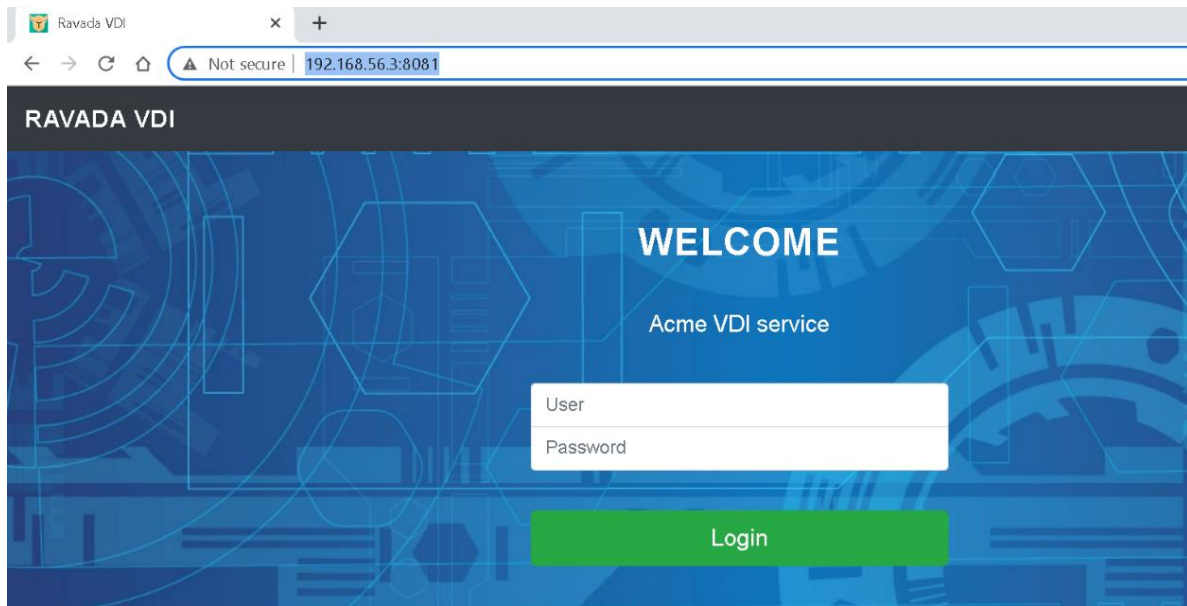 Ravada VDI
Not secure | 192.168.56.3:8081
RAVADA VDI
WELCOME
Acme VDI service
User
Password
Login